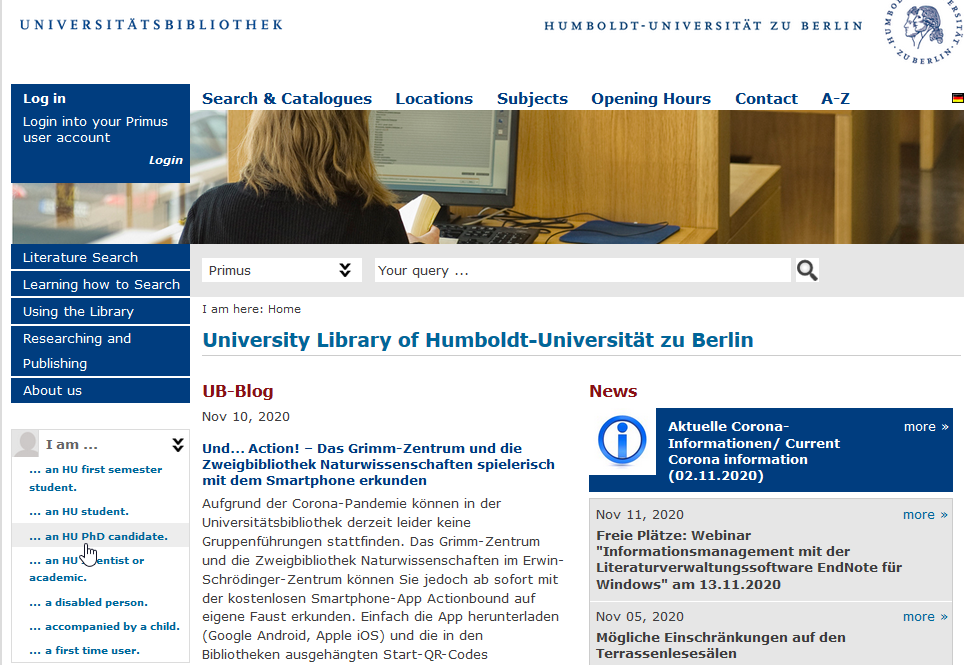 UNIVERSITÄTSBIBLIOTHEK
HUMBOLDT-UNIVERSITÄT ZU BERLIN
Log in
Login into your Primus
user account
Login
Search & Catalogues
Locations
Subjects
Opening Hours
Contact
A-Z
Literature Search
Learning how to Search
Using the Library
Researching and
Publishing
About us
Primus
Your query ...
I am here: Home
University Library of Humboldt-Universität zu Berlin
I am ...
... an HU first semester
student.
... an HU student.
... an HU PhD candidate.
... an HU entist or
academic.
... a disabled person.
... accompanied by a child.
... a first time user.
UB-Blog
Nov 10, 2020
Und... Action! – Das Grimm-Zentrum und die
Zweigbibliothek Naturwissenschaften spielerisch
mit dem Smartphone erkunden
Aufgrund der Corona-Pandemie können in der
Universitätsbibliothek derzeit leider keine
Gruppenführungen stattfinden. Das Grimm-Zentrum
und die Zweigbibliothek Naturwissenschaften im Erwin-
Schrödinger-Zentrum können Sie jedoch ab sofort mit
der kostenlosen Smartphone-App Actionbound auf
eigene Faust erkunden. Einfach die App herunterladen
(Google Android, Apple iOS) und die in den
Bibliotheken ausgehängten Start-QR-Codes
News
Aktuelle Corona-
Informationen/ Current
Corona information
(02.11.2020)
more »
Nov 11, 2020
more »
Freie Plätze: Webinar
"Informationsmanagement mit der
Literaturverwaltungssoftware EndNote für
Windows" am 13.11.2020
Nov 05, 2020
more »
Mögliche Einschränkungen auf den
Terrassenlesesälen